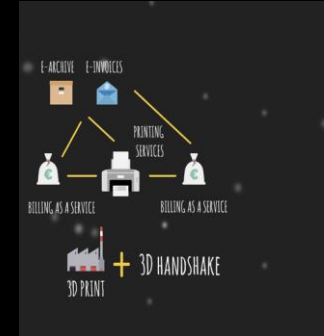 E-ARCHIVE E-INVOICES
PRINTING
SERVICES
BILLING AS A SERVICE BILLING AS A SERVICE
3D HANDSHAKE
3D PRINT